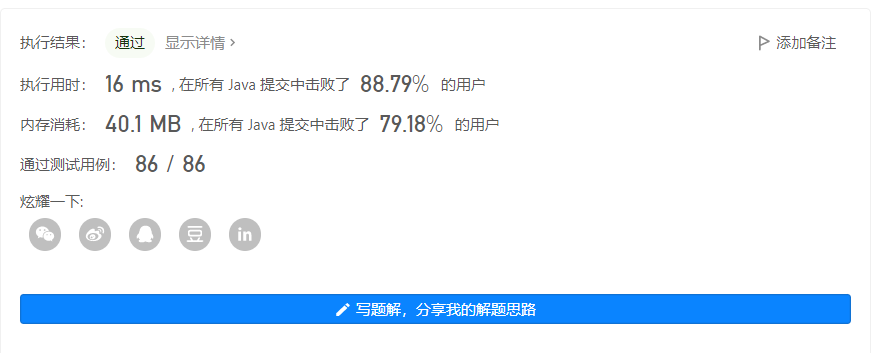 执行结果： 通过 显示详情 › 添加备注
执行用时： 16 ms , 在所有 Java 提交中击败了 88.79% 的用户
内存消耗： 40.1 MB , 在所有 Java 提交中击败了 79.18% 的用户
通过测试用例： 86 / 86
炫耀一下:
豆 in
写题解，分享我的解题思路